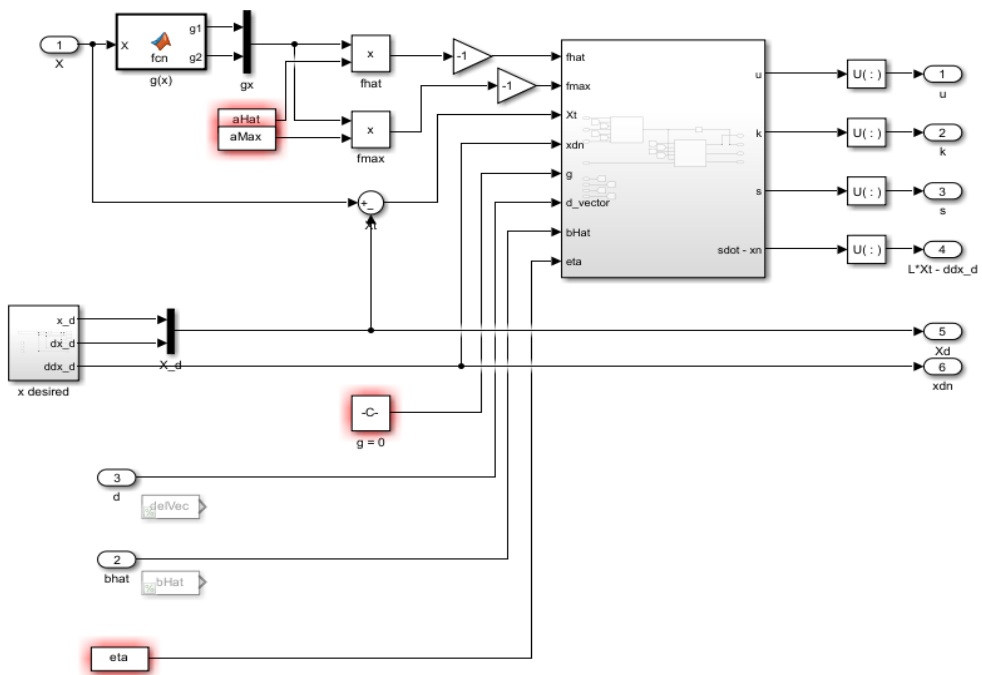 1
X
X
fcn
g1
g2
g(x)
gx
aHat
aMax
x
fhat
x
fmax
-1
-1
fhat
fmax
Xt
xdn
g
d_vector
bHat
eta
u
k
s
sdot - xn
U( : )
1
u
U( : )
2
k
U( : )
3
s
U( : )
4
L*Xt - ddx_d
+_
Xt
x_d
dx_d
ddx_d
x desired
X_d
5
Xd
6
xdn
-C-
g = 0
3
d
delVec
2
bhat
bHat
eta